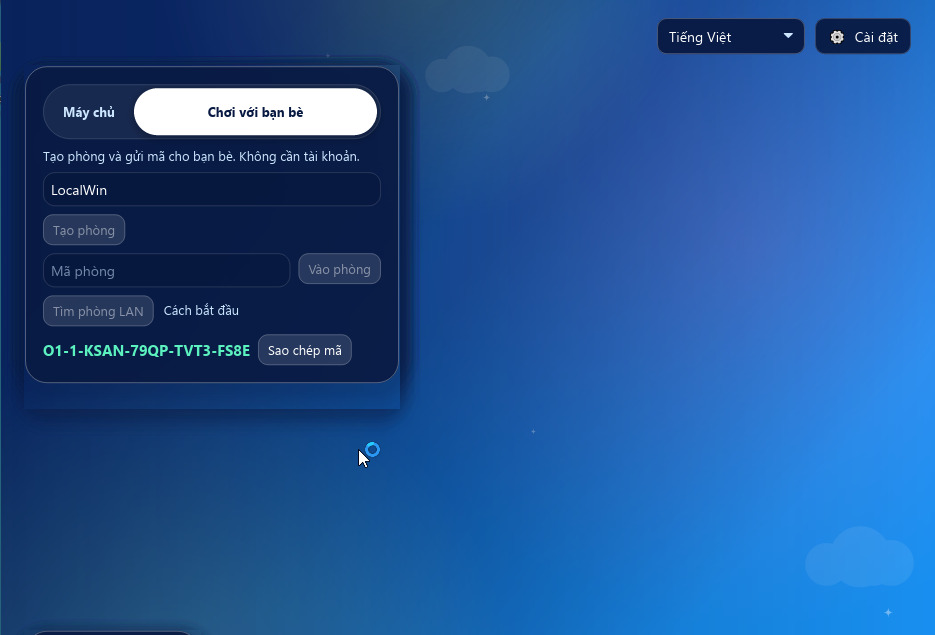 Tiếng Việt
Cài đặt
Máy chủ
Chơi với bạn bè
Tạo phòng và gửi mã cho bạn bè. Không cần tài khoản.
LocalWin
Tạo phòng
Mã phòng
Vào phòng
Tìm phòng LAN
Cách bắt đầu
O1-1-KSAN-79QP-TVT3-FS8E
Sao chép mã